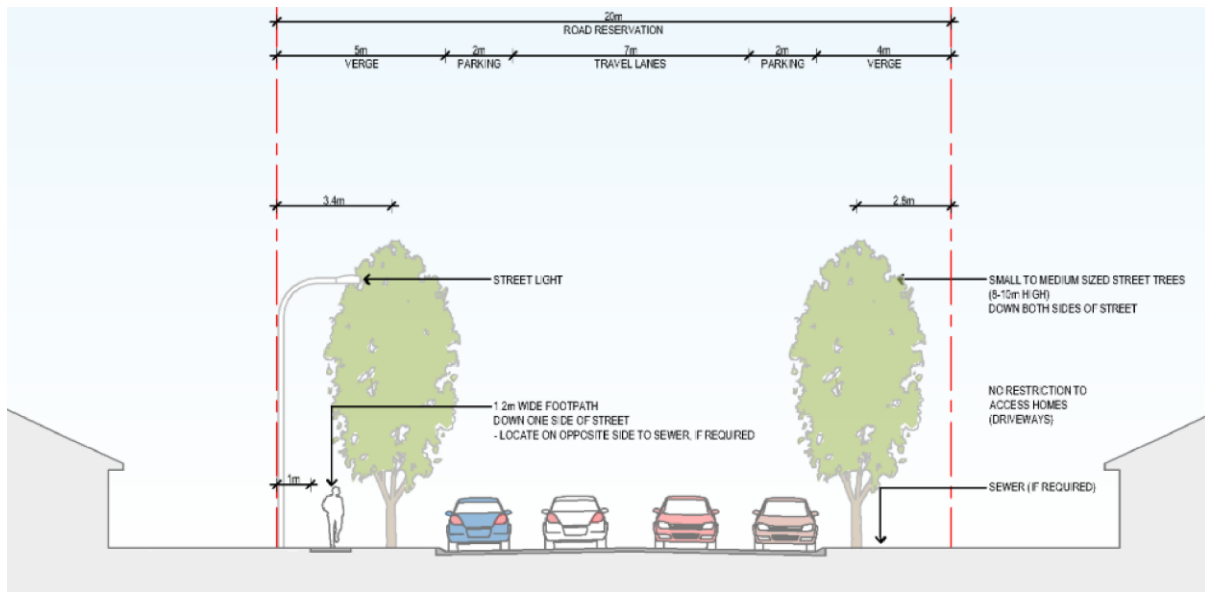 20m
ROAD RESERVATION
5m
VERGE
2m
PARKING
7m
TRAVEL LANES
2m
PARKING
4m
VERGE
3.4m
2.8m
STREET LIGHT
SMALL TO MEDIUM SIZED STREET TREES
(8-10m HIGH)
DOWN BOTH SIDES OF STREET
1.2m WIDE FOOTPATH
DOWN ONE SIDE OF STREET
- LOCATE ON OPPOSITE SIDE TO SEWER, IF REQUIRED
NO RESTRICTION TO
ACCESS HOMES
(DRIVEWAYS)
1m
SEWER (IF REQUIRED)